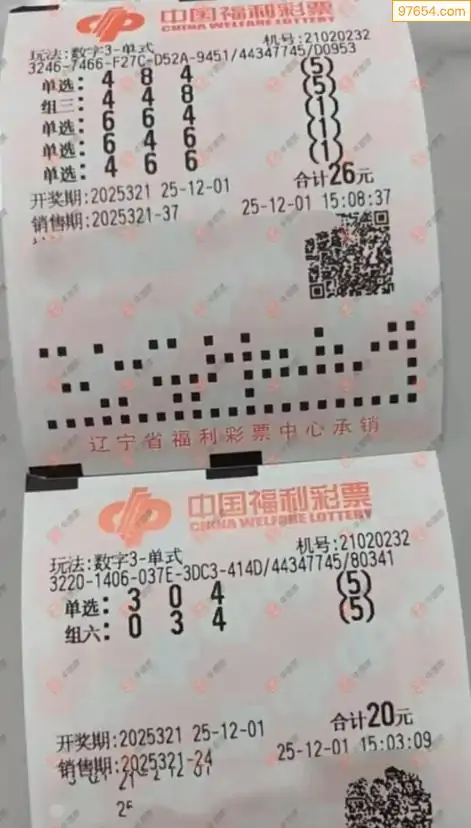 97654.com
中国福利彩票
CHINA WELFARE LOTTERY
玩法:数字3-单式 机号:21020232
3246-7466-F27C-D52A-9451/44347745/D0953
单选: 4 8 4 (5)
组三: 4 4 8 (5)
单选: 6 6 4 (1)
单选: 6 4 6 (1)
单选: 4 6 6 (1)
合计26元
开奖期:2025321 25-12-01
销售期:2025321-37 25-12-01 15:08:37
辽宁省福利彩票中心承销
中国福利彩票
CHINA WELFARE LOTTERY
玩法:数字3-单式 机号:21020232
3220-1406-037E-3DC3-414D/44347745/80341
单选: 3 0 4 (5)
组六: 0 3 4 (5)
合计20元
开奖期:2025321 25-12-01
销售期:2025321-24 25-12-01 15:03:09